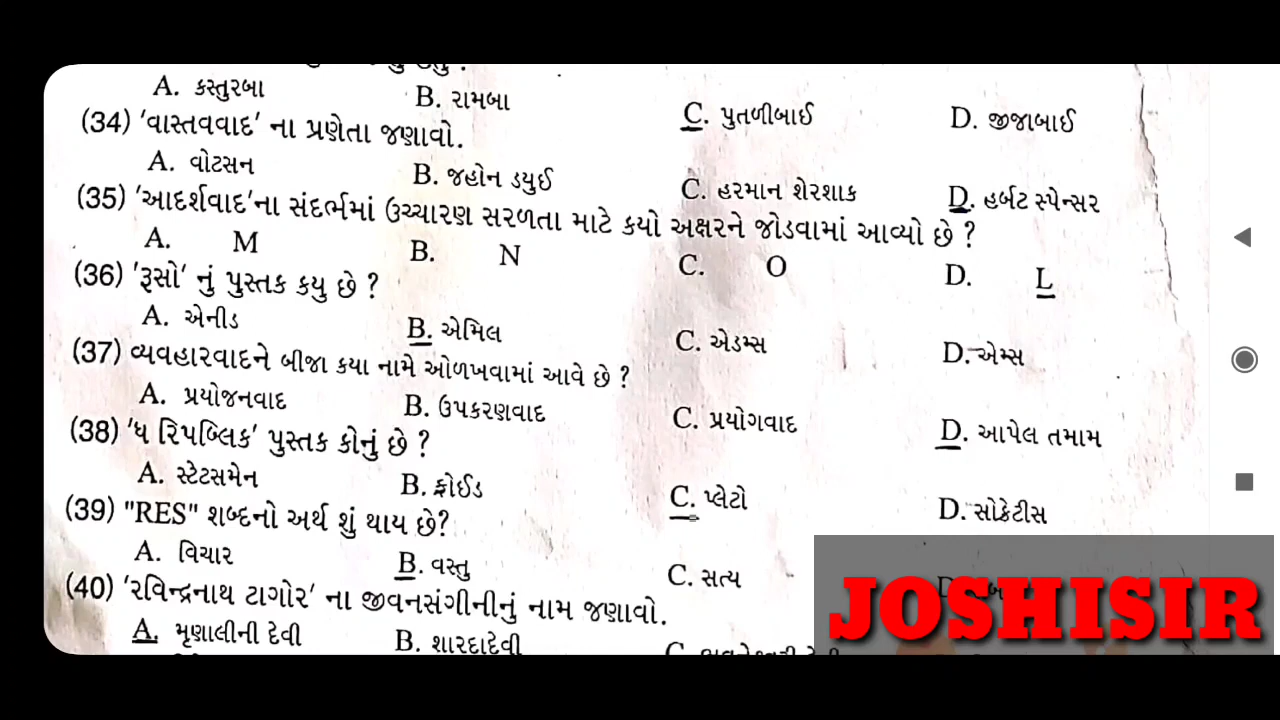 A. કસ્તુરબા B. રામબા C. પુતળીબાઈ D. જીજાબાઈ
(34) 'વાસ્તવવાદ' ના પ્રણેતા જણાવો.
A. વોટસન B. જહોન ડયુઈ C. હરમાન શેરશાક D. હર્બટ સ્પેન્સર
(35) 'આદર્શવાદ'ના સંદર્ભમાં ઉચ્ચારણ સરળતા માટે કયો અક્ષરને જોડવામાં આવ્યો છે ?
A. M B. N C. O D. L
(36) 'રૂસો' નું પુસ્તક કયુ છે ?
A. એનીડ B. એમિલ C. એડમ્સ D. એમ્સ
(37) વ્યવહારવાદને બીજા કયા નામે ઓળખવામાં આવે છે ?
A. પ્રયોજનવાદ B. ઉપકરણવાદ C. પ્રયોગવાદ D. આપેલ તમામ
(38) 'ધ રિપબ્લિક' પુસ્તક કોનું છે ?
A. સ્ટેટસમેન B. ફ્રોઈડ C. પ્લેટો D. સોક્રેટીસ
(39) "RES" શબ્દનો અર્થ શું થાય છે?
A. વિચાર B. વસ્તુ C. સત્ય
(40) 'રવિન્દ્રનાથ ટાગોર' ના જીવનસંગીનીનું નામ જણાવો.
A. મૃણાલીની દેવી B. શારદાદેવી
JOSHISIR